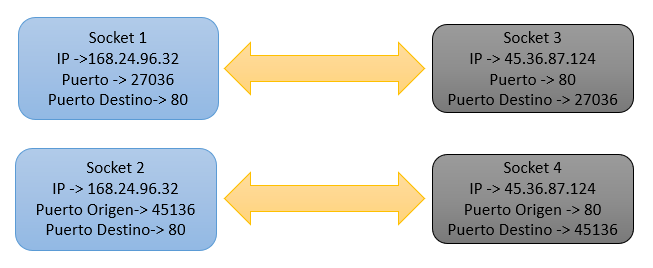 Socket 1
IP ->168.24.96.32
Puerto -> 27036
Puerto Destino-> 80
Socket 3
IP -> 45.36.87.124
Puerto -> 80
Puerto Destino -> 27036
Socket 2
IP -> 168.24.96.32
Puerto Origen-> 45136
Puerto Destino-> 80
Socket 4
IP -> 45.36.87.124
Puerto Origen -> 80
Puerto Destino -> 45136